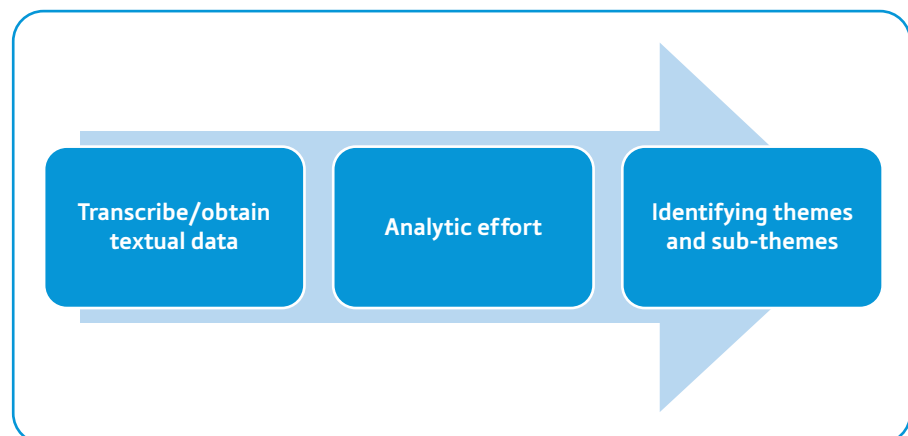 Transcribe/obtain
textual data
Analytic effort
Identifying themes
and sub-themes